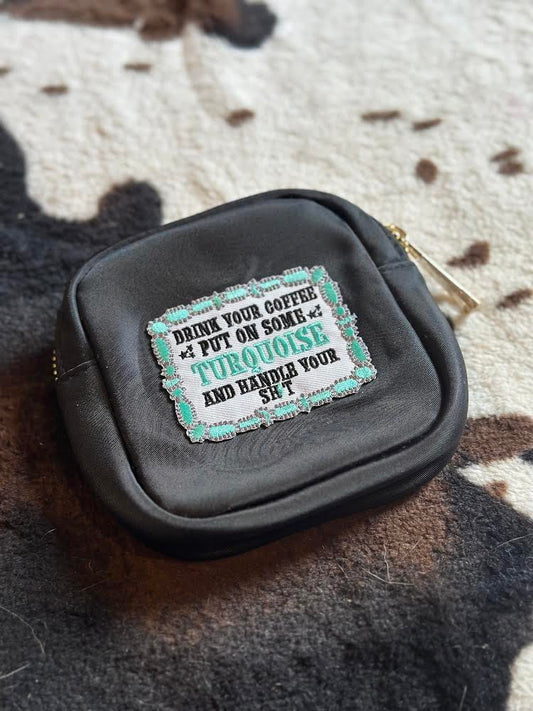 DRINK YOUR COFFEE
PUT ON SOME
TURQUOISE
AND HANDLE YOUR
SH!T